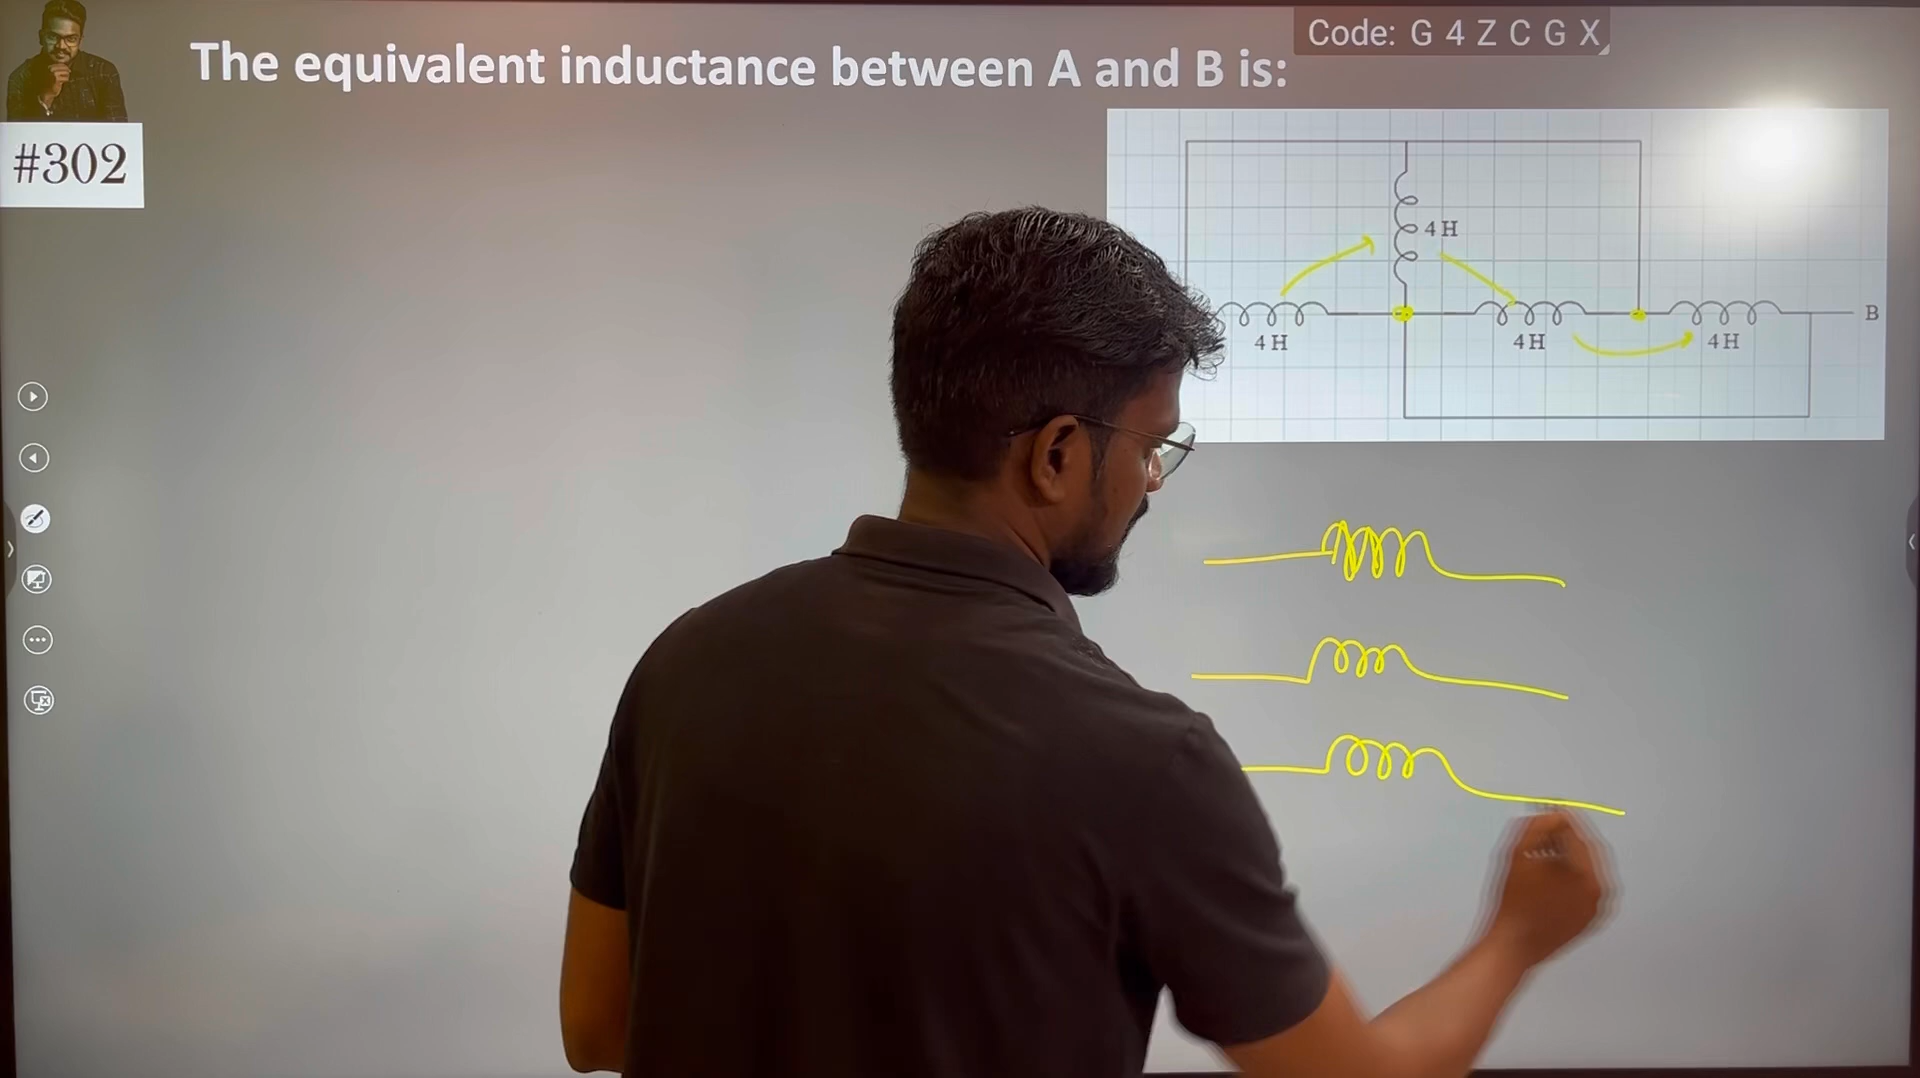 Code: G 4 Z C G X
The equivalent inductance between A and B is:
#302
4 H
4 H
4 H
4 H
B